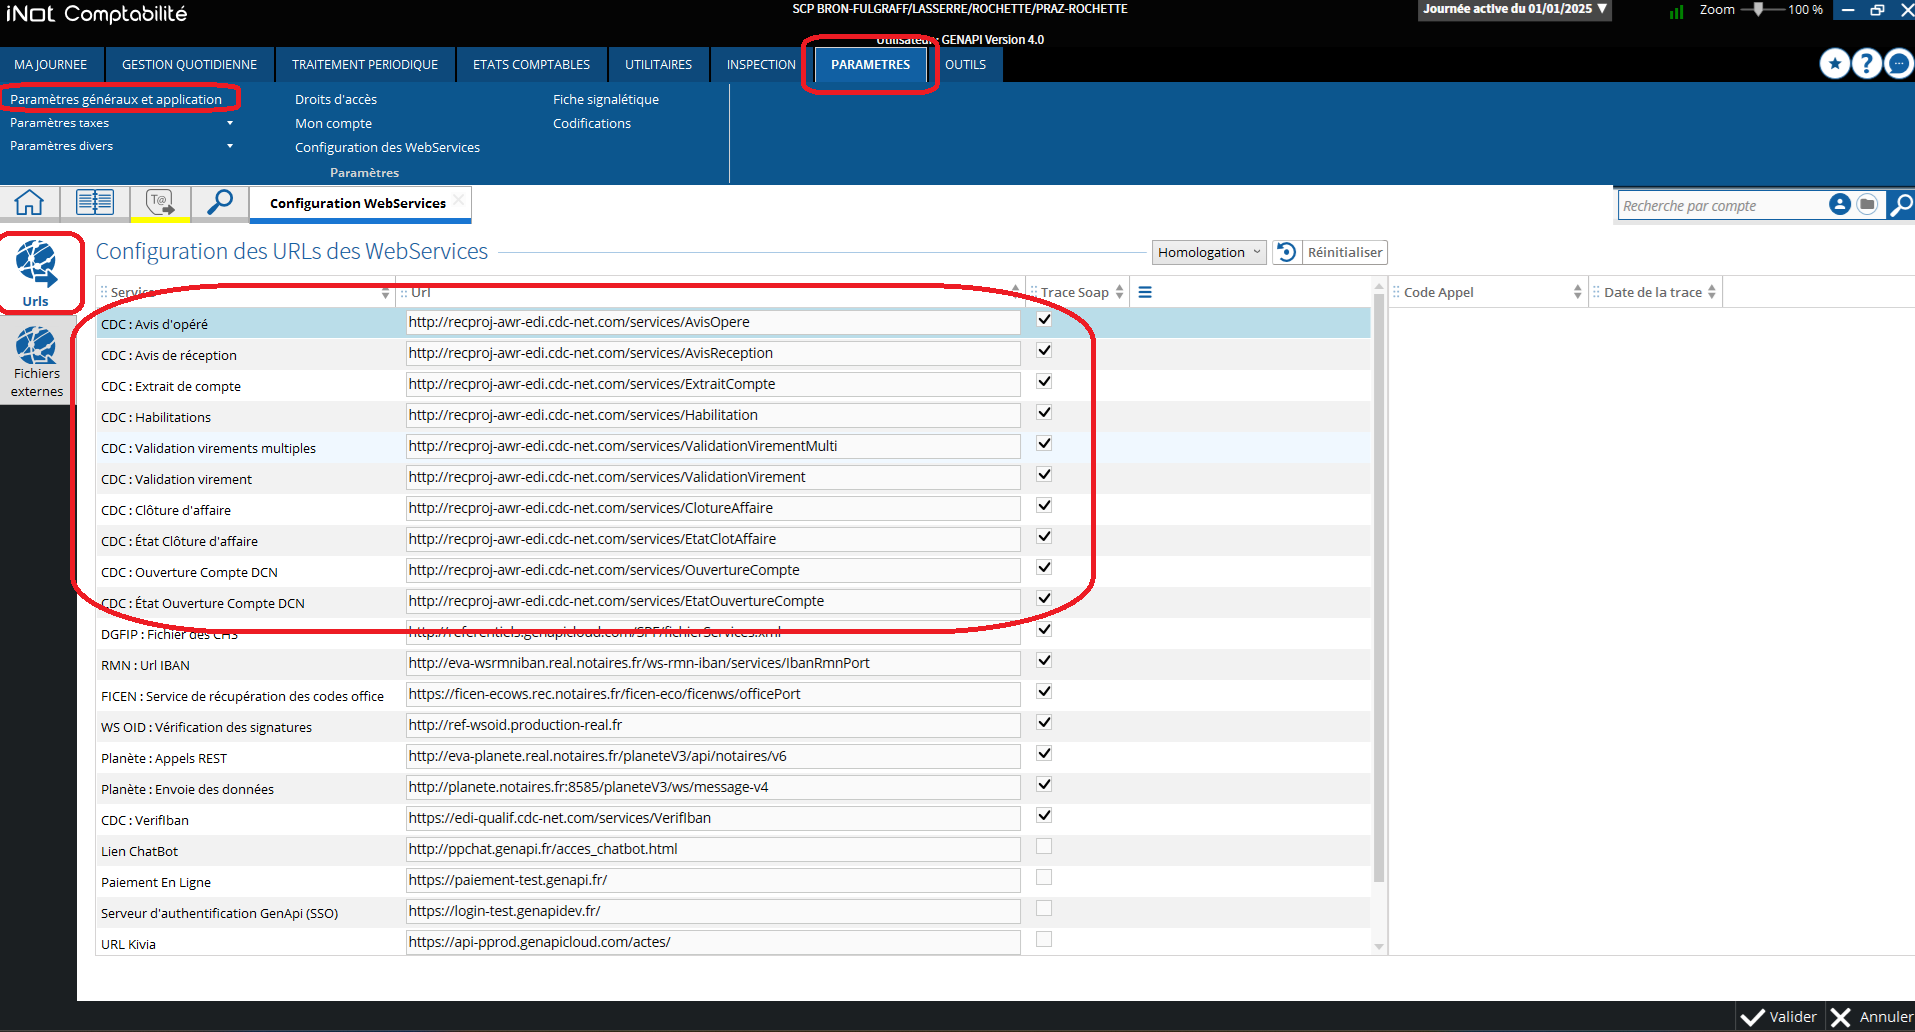 iNot Comptabilité
SCP BRON-FULGRAFF/LASSERRE/ROCHETTE/PRAZ-ROCHETTE
Journée active du 01/01/2025 ▼
Zoom 100 %
Utilisateur : GENAPI Version 4.0
MA JOURNEE GESTION QUOTIDIENNE TRAITEMENT PERIODIQUE ETATS COMPTABLES UTILITAIRES INSPECTION PARAMETRES OUTILS
Paramètres généraux et application Droits d'accès Fiche signalétique
Paramètres taxes Mon compte Codifications
Paramètres divers Configuration des WebServices
Paramètres
T@ Configuration WebServices Recherche par compte
Configuration des URLs des WebServices Homologation Réinitialiser
Urls
Fichiers
externes
Service Url Trace Soap Code Appel Date de la trace
CDC : Avis d'opéré http://recproj-awr-edi.cdc-net.com/services/AvisOpere
CDC : Avis de réception http://recproj-awr-edi.cdc-net.com/services/AvisReception
CDC : Extrait de compte http://recproj-awr-edi.cdc-net.com/services/ExtraitCompte
CDC : Habilitations http://recproj-awr-edi.cdc-net.com/services/Habilitation
CDC : Validation virements multiples http://recproj-awr-edi.cdc-net.com/services/ValidationVirementMulti
CDC : Validation virement http://recproj-awr-edi.cdc-net.com/services/ValidationVirement
CDC : Clôture d'affaire http://recproj-awr-edi.cdc-net.com/services/ClotureAffaire
CDC : État Clôture d'affaire http://recproj-awr-edi.cdc-net.com/services/EtatClotAffaire
CDC : Ouverture Compte DCN http://recproj-awr-edi.cdc-net.com/services/OuvertureCompte
CDC : État Ouverture Compte DCN http://recproj-awr-edi.cdc-net.com/services/EtatOuvertureCompte
DGFIP : Fichier des CH3 http://referentiels.genapicloud.com/SPF/fichierServices.xml
RMN : Url IBAN http://eva-wsrmniban.real.notaires.fr/ws-rmn-iban/services/IbanRmnPort
FICEN : Service de récupération des codes office https://ficen-ecows.rec.notaires.fr/ficen-eco/ficenws/officePort
WS OID : Vérification des signatures http://ref-wsoid.production-real.fr
Planète : Appels REST http://eva-planete.real.notaires.fr/planeteV3/api/notaires/v6
Planète : Envoie des données http://planete.notaires.fr:8585/planeteV3/ws/message-v4
CDC : VerifIban https://edi-qualif.cdc-net.com/services/VerifIban
Lien ChatBot http://ppchat.genapi.fr/acces_chatbot.html
Paiement En Ligne https://paiement-test.genapi.fr/
Serveur d'authentification GenApi (SSO) https://login-test.genapidev.fr/
URL Kivia https://api-pprod.genapicloud.com/actes/
Valider Annuler